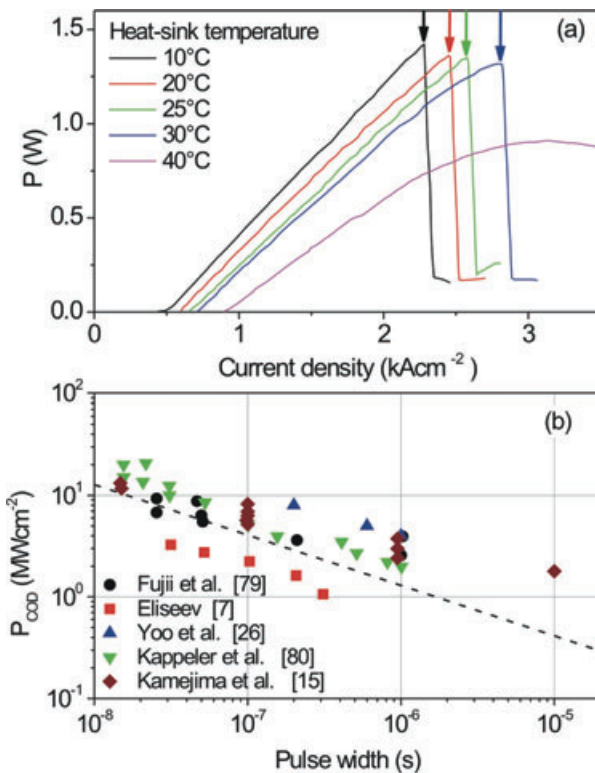 1.5
(a)
Heat-sink temperature
10°C
20°C
25°C
30°C
40°C
1.0
0.5
0.0
P (W)
0 1 2 3
Current density (kAcm⁻²)
10²
(b)
10¹
10⁰
10⁻¹
P_COD (MWcm⁻²)
Fujii et al. [79]
Eliseev [7]
Yoo et al. [26]
Kappeler et al. [80]
Kamejima et al. [15]
10⁻⁸ 10⁻⁷ 10⁻⁶ 10⁻⁵
Pulse width (s)